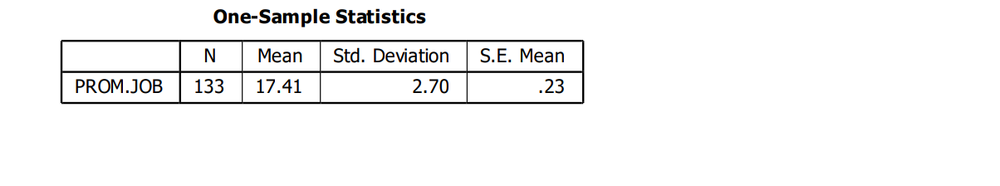 One-Sample Statistics
N Mean Std. Deviation S.E. Mean
PROM.JOB 133 17.41 2.70 .23